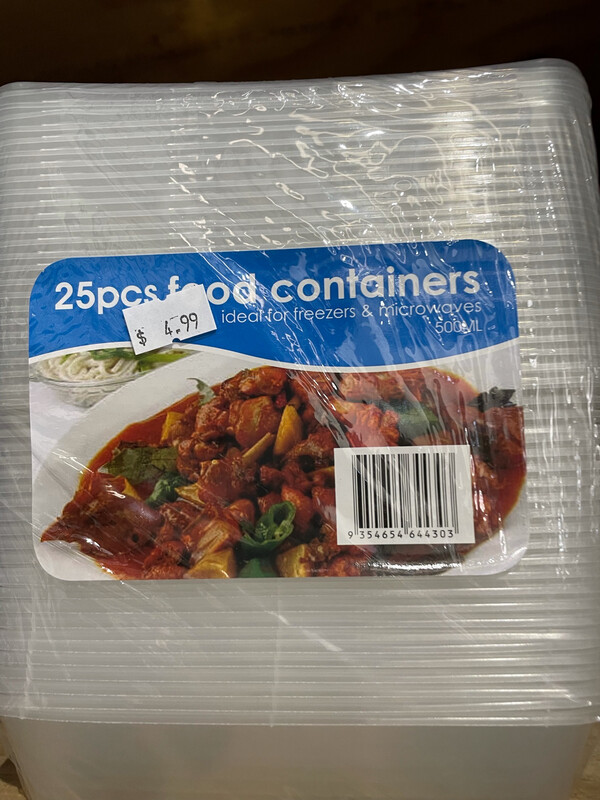 25pcs food containers
$ 4.99
ideal for freezers & microwaves
500ML
9 354654 644303